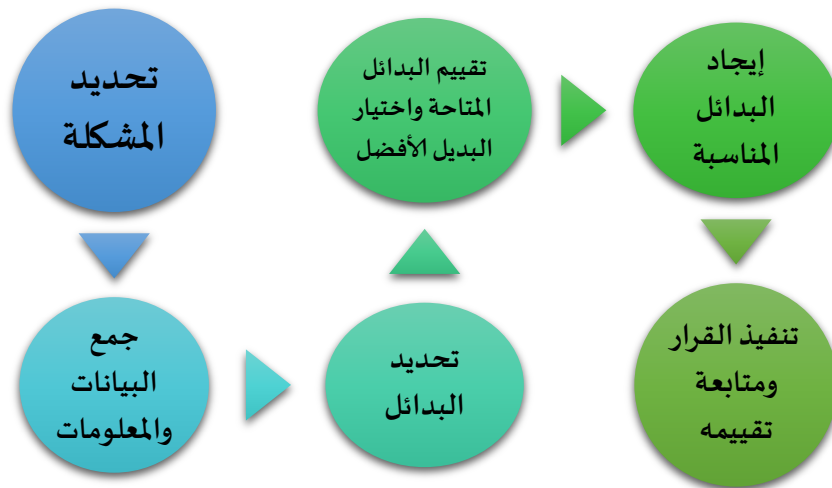 تحديد
المشكلة
جمع
البيانات
والمعلومات
تحديد
البدائل
تقييم البدائل
المتاحة واختيار
البديل الأفضل
إيجاد
البدائل
المناسبة
تنفيذ القرار
ومتابعة
تقييمه